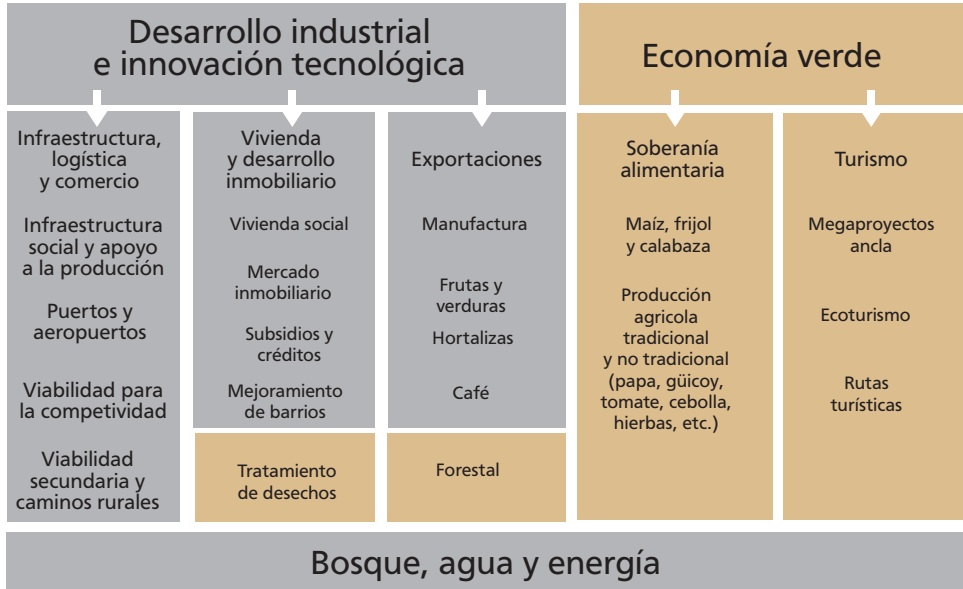 Desarrollo industrial
e innovación tecnológica
Economía verde
Infraestructura,
logística
y comercio
Infraestructura
social y apoyo
a la producción
Puertos y
aeropuertos
Viabilidad para
la competividad
Viabilidad
secundaria y
caminos rurales
Vivienda
y desarrollo
inmobiliario
Vivienda social
Mercado
inmobiliario
Subsidios y
créditos
Mejoramiento
de barrios
Tratamiento
de desechos
Exportaciones
Manufactura
Frutas y
verduras
Hortalizas
Café
Forestal
Soberanía
alimentaria
Maíz, frijol
y calabaza
Producción
agricola
tradicional
y no tradicional
(papa, güicoy,
tomate, cebolla,
hierbas, etc.)
Turismo
Megaproyectos
ancla
Ecoturismo
Rutas
turísticas
Bosque, agua y energía